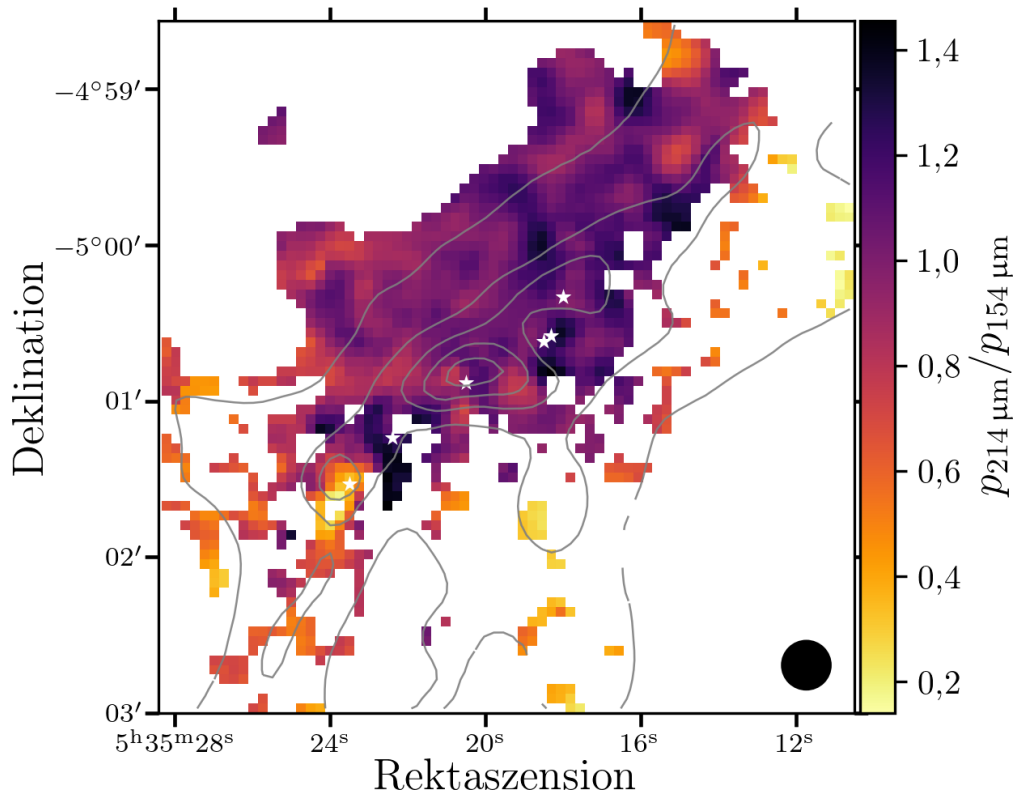 −4°59′
−5°00′
01′
02′
03′
Deklination
5ʰ35ᵐ28ˢ
24ˢ
20ˢ
16ˢ
12ˢ
Rektaszension
1,4
1,2
1,0
0,8
0,6
0,4
0,2
p214 μm/p154 μm